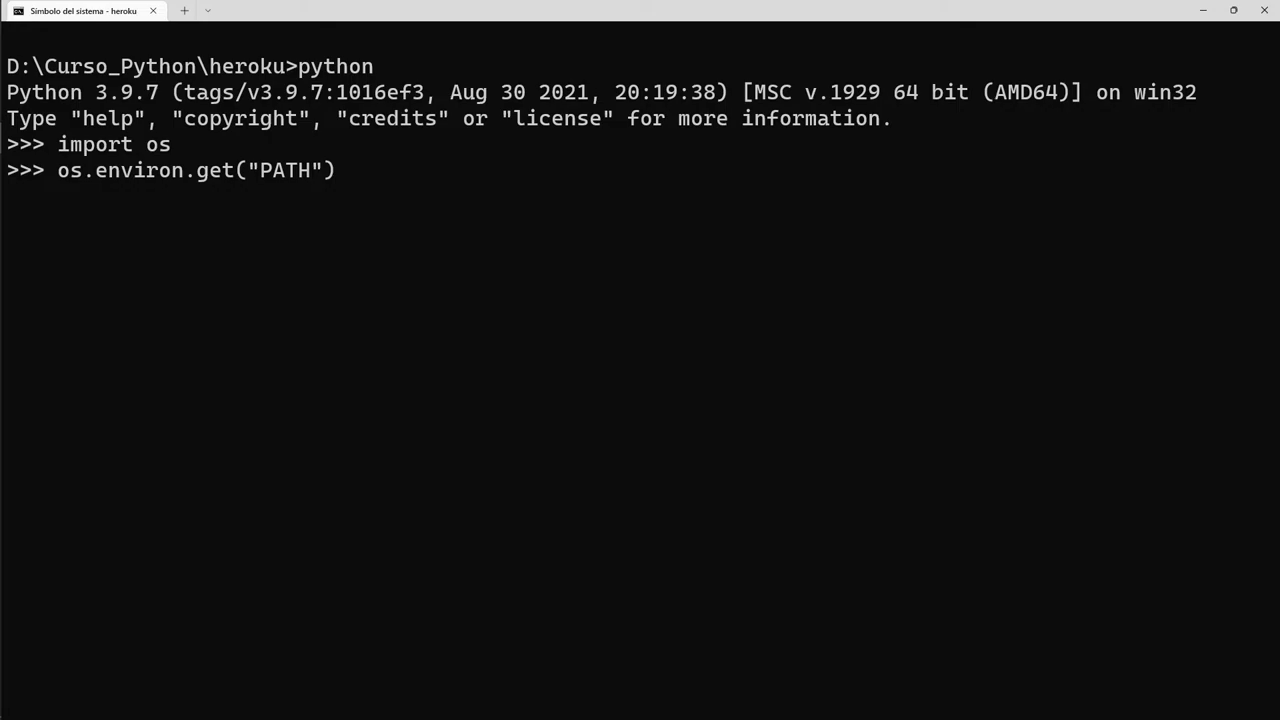 Símbolo del sistema - heroku
D:\Curso_Python\heroku>python
Python 3.9.7 (tags/v3.9.7:1016ef3, Aug 30 2021, 20:19:38) [MSC v.1929 64 bit (AMD64)] on win32
Type "help", "copyright", "credits" or "license" for more information.
>>> import os
>>> os.environ.get("PATH")